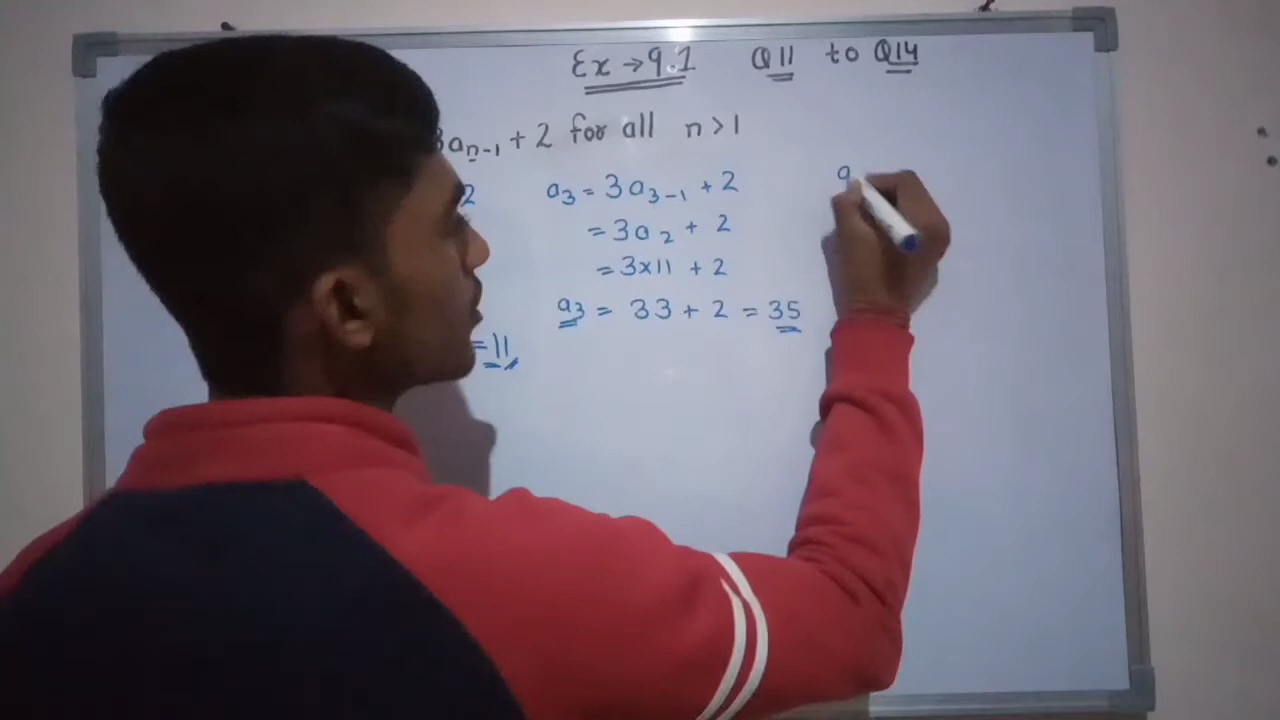 Ex → 9.1 Q11 to Q14
3aₙ₋₁ + 2 for all n > 1
2
= 11
a₃ = 3a₃₋₁ + 2
= 3a₂ + 2
= 3×11 + 2
a₃ = 33 + 2 = 35
a